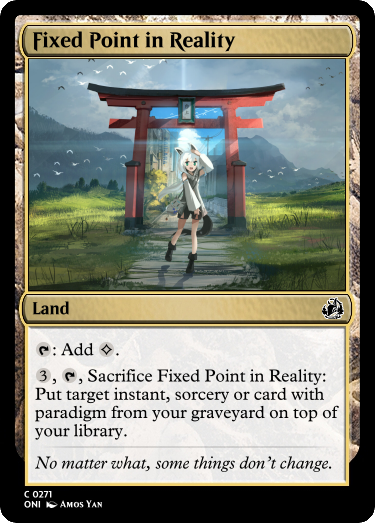 Fixed Point in Reality
Land
: Add .
3, , Sacrifice Fixed Point in Reality:
Put target instant, sorcery or card with
paradigm from your graveyard on top of
your library.
No matter what, some things don't change.
C 0271
ONI Amos Yan